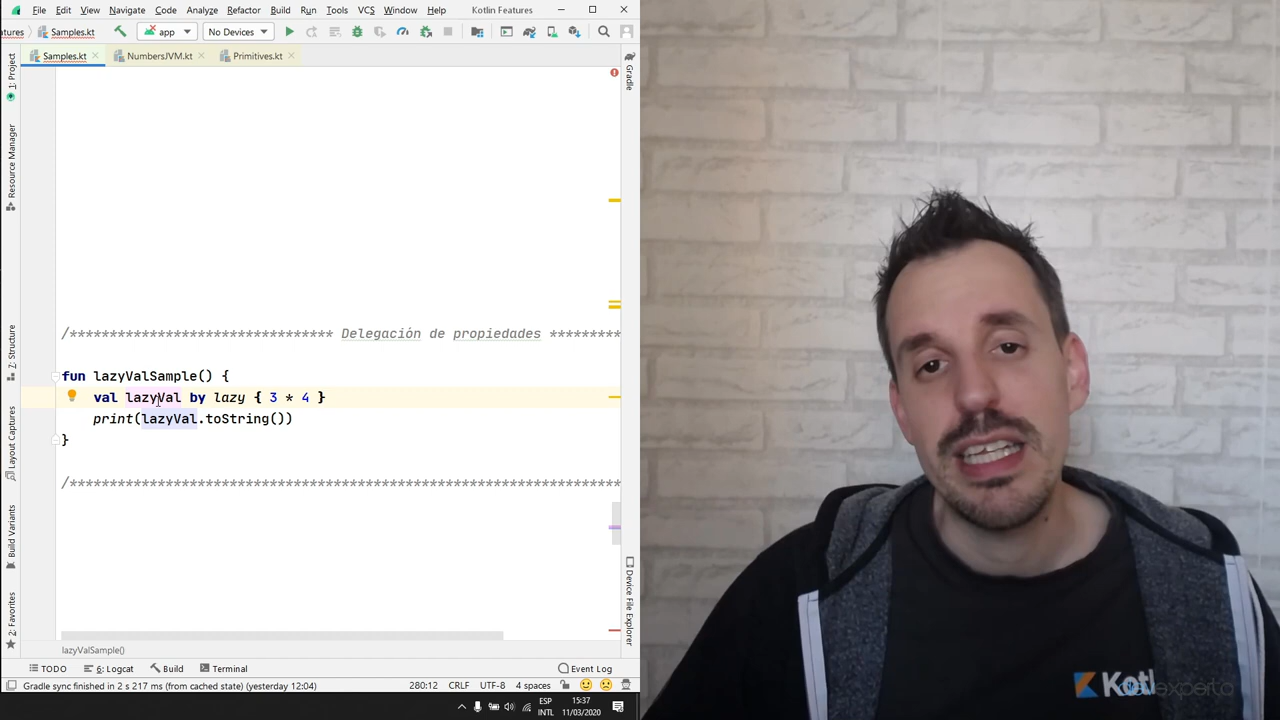 File Edit View Navigate Code Analyze Refactor Build Run Tools VCS Window Help Kotlin Features
atures Samples.kt app No Devices
Samples.kt NumbersJVM.kt Primitives.kt
1: Project
Resource Manager
Z: Structure
Layout Captures
Build Variants
2: Favorites
Gradle
Device File Explorer
/********************************* Delegación de propiedades *********
fun lazyValSample() {
val lazyVal by lazy { 3 * 4 }
print(lazyVal.toString())
}
/**********************************************************************
lazyValSample()
TODO 6: Logcat Build Terminal Event Log
Gradle sync finished in 2 s 217 ms (from cached state) (yesterday 12:04) 280:12 CRLF UTF-8 4 spaces
ESP
INTL
15:37
11/03/2020
Kotl